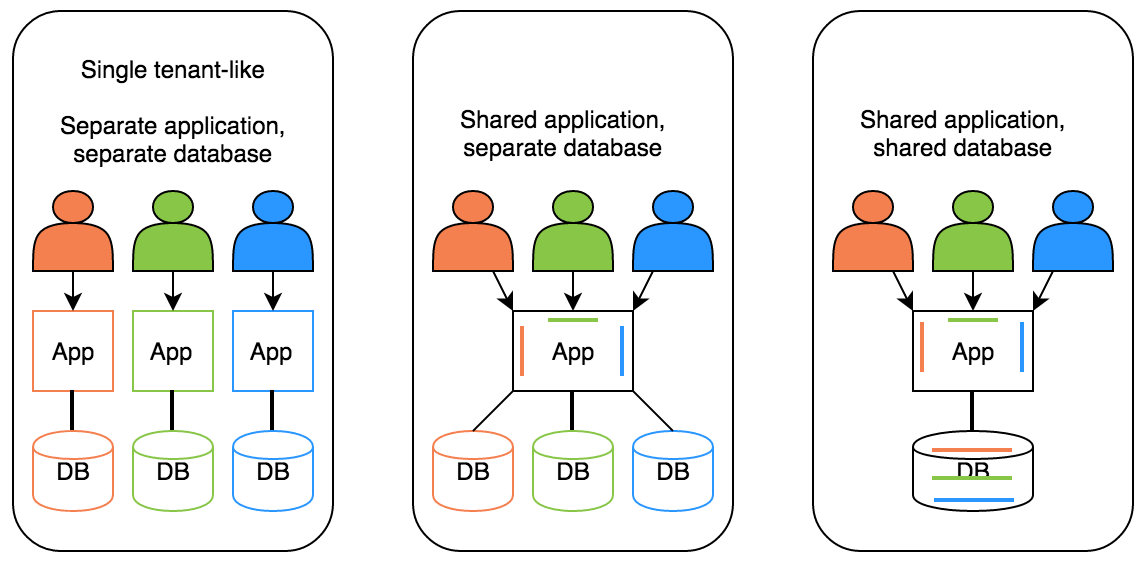 Single tenant-like
Separate application,
separate database
App
App
App
DB
DB
DB
Shared application,
separate database
App
DB
DB
DB
Shared application,
shared database
App
DB